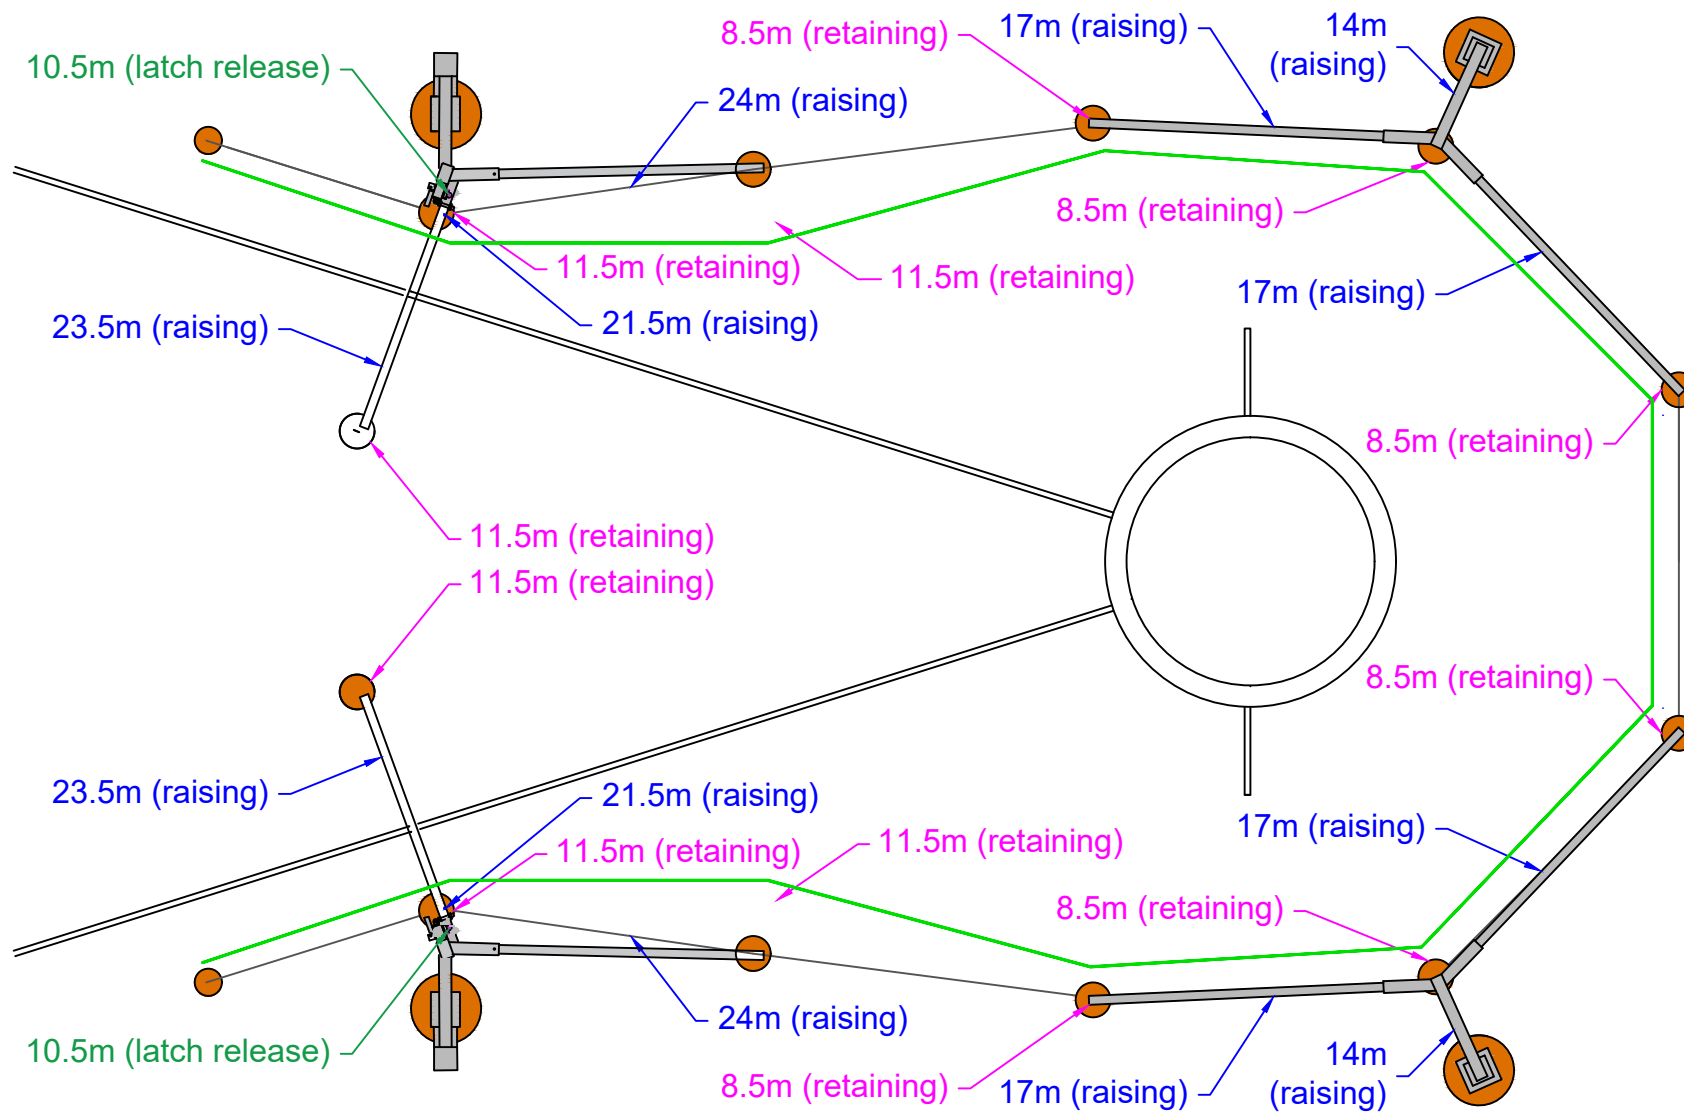 8.5m (retaining)
17m (raising)
14m
(raising)
10.5m (latch release)
24m (raising)
8.5m (retaining)
11.5m (retaining)
11.5m (retaining)
17m (raising)
23.5m (raising)
21.5m (raising)
8.5m (retaining)
11.5m (retaining)
11.5m (retaining)
8.5m (retaining)
23.5m (raising)
21.5m (raising)
17m (raising)
11.5m (retaining)
11.5m (retaining)
8.5m (retaining)
24m (raising)
10.5m (latch release)
8.5m (retaining)
17m (raising)
14m
(raising)